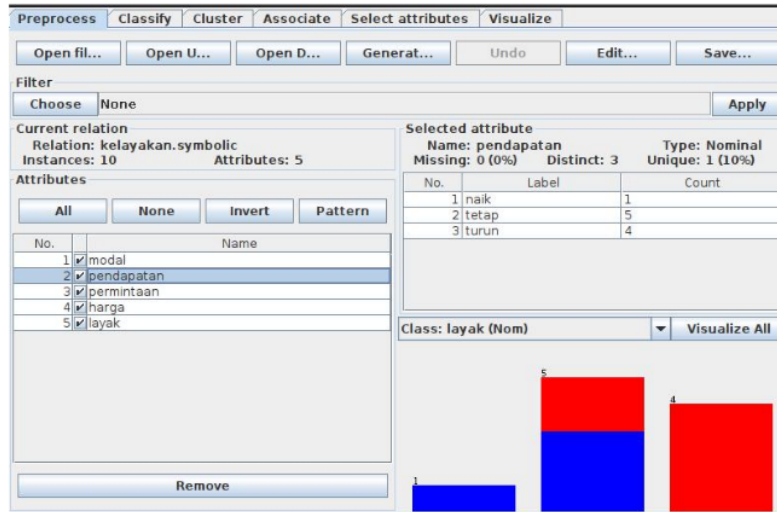 Preprocess Classify Cluster Associate Select attributes Visualize
Open fil... Open U... Open D... Generat... Undo Edit... Save...
Filter
Choose None Apply
Current relation
Relation: kelayakan.symbolic
Instances: 10 Attributes: 5
Attributes
All None Invert Pattern
No. Name
1 modal
2 pendapatan
3 permintaan
4 harga
5 layak
Remove
Selected attribute
Name: pendapatan Type: Nominal
Missing: 0 (0%) Distinct: 3 Unique: 1 (10%)
No. Label Count
1 naik 1
2 tetap 5
3 turun 4
Class: layak (Nom) Visualize All
1 5 4